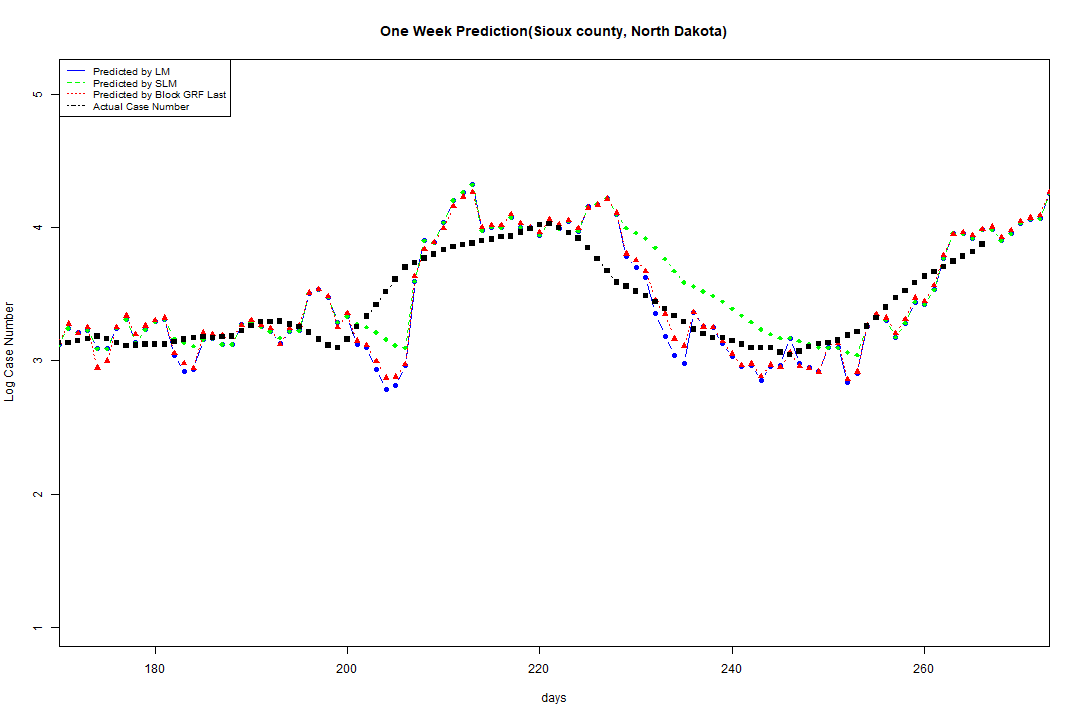 One Week Prediction(Sioux county, North Dakota)
Predicted by LM
Predicted by SLM
Predicted by Block GRF Last
Actual Case Number
5
4
3
2
1
Log Case Number
180 200 220 240 260
days